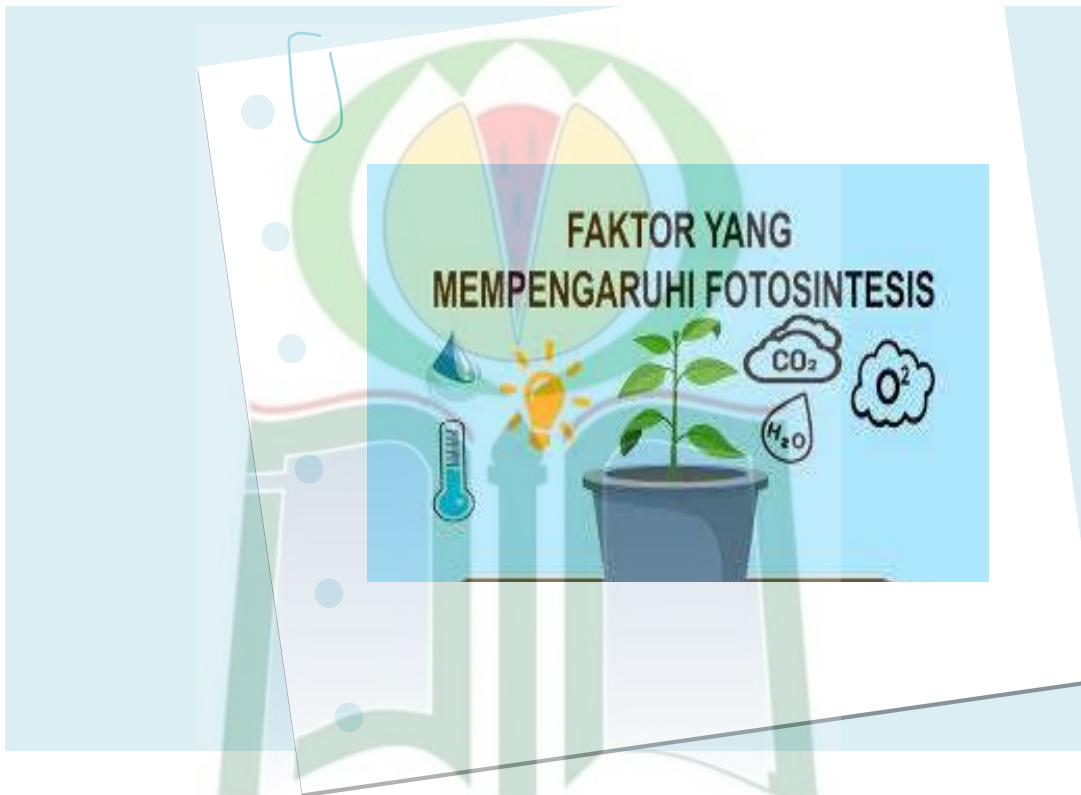 FAKTOR YANG
MEMPENGARUHI FOTOSINTESIS
CO₂
O²
H₂O